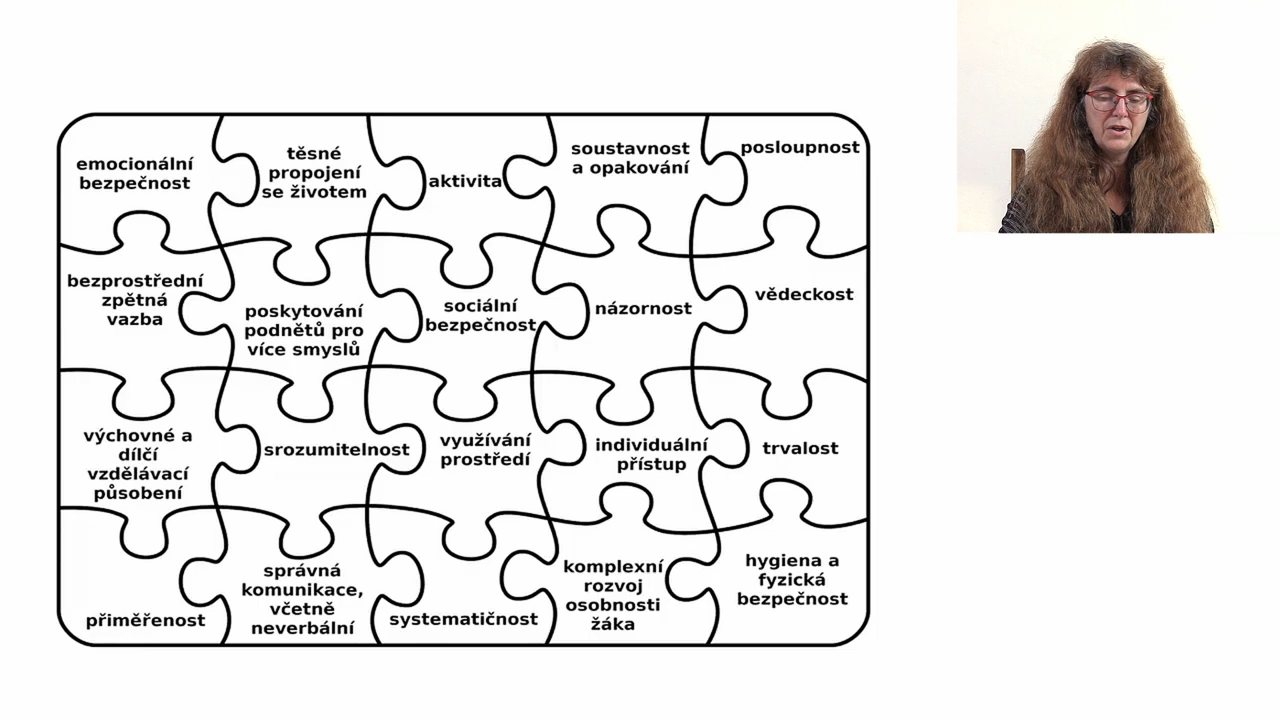 emocionální
bezpečnost
těsné
propojení
se životem
aktivita
soustavnost
a opakování
posloupnost
bezprostřední
zpětná
vazba
poskytování
podnětů pro
více smyslů
sociální
bezpečnost
názornost
vědeckost
výchovné a
dílčí
vzdělávací
působení
srozumitelnost
využívání
prostředí
individuální
přístup
trvalost
přiměřenost
správná
komunikace,
včetně
neverbální
systematičnost
komplexní
rozvoj
osobnosti
žáka
hygiena a
fyzická
bezpečnost